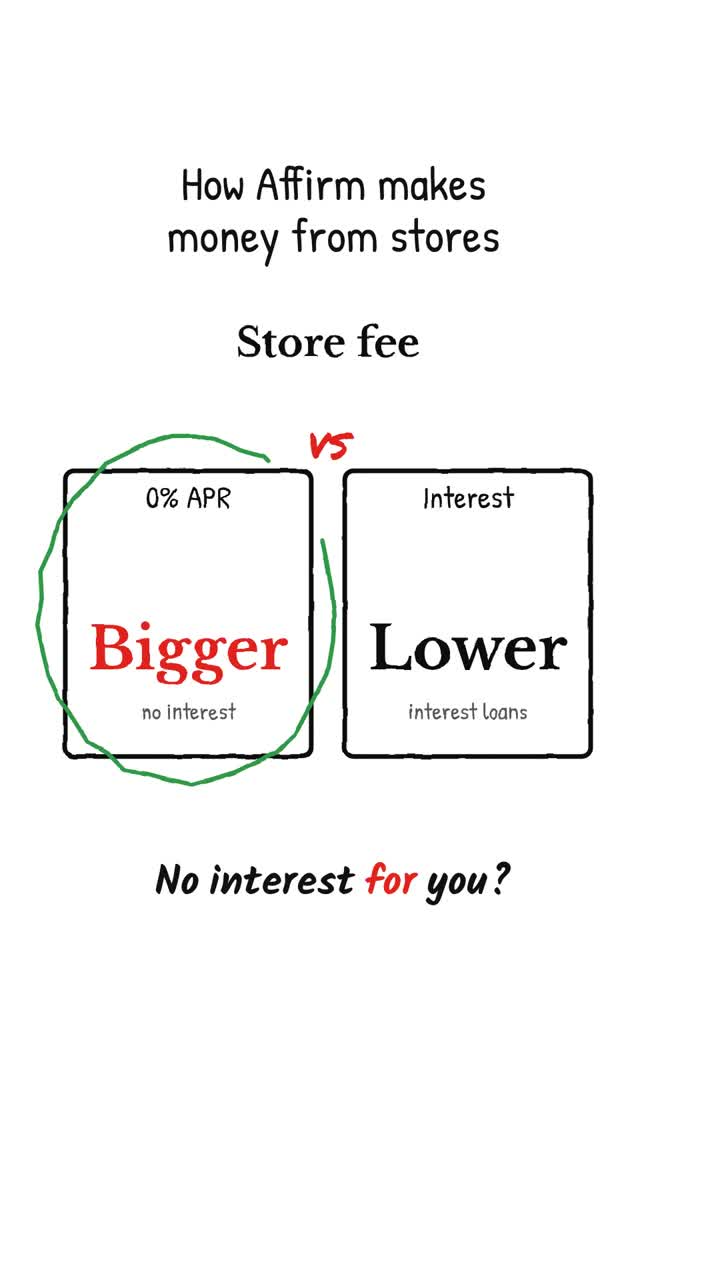 How Affirm makes
money from stores
Store fee
vs
0% APR
Bigger
no interest
Interest
Lower
interest loans
No interest for you?